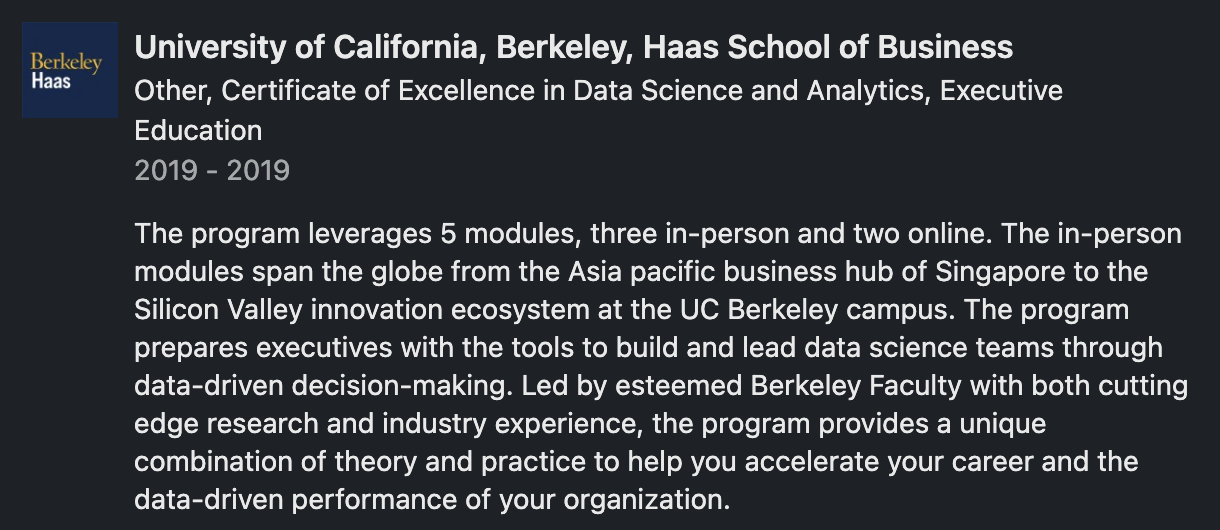 Berkeley
Haas
University of California, Berkeley, Haas School of Business
Other, Certificate of Excellence in Data Science and Analytics, Executive
Education
2019 - 2019
The program leverages 5 modules, three in-person and two online. The in-person
modules span the globe from the Asia pacific business hub of Singapore to the
Silicon Valley innovation ecosystem at the UC Berkeley campus. The program
prepares executives with the tools to build and lead data science teams through
data-driven decision-making. Led by esteemed Berkeley Faculty with both cutting
edge research and industry experience, the program provides a unique
combination of theory and practice to help you accelerate your career and the
data-driven performance of your organization.